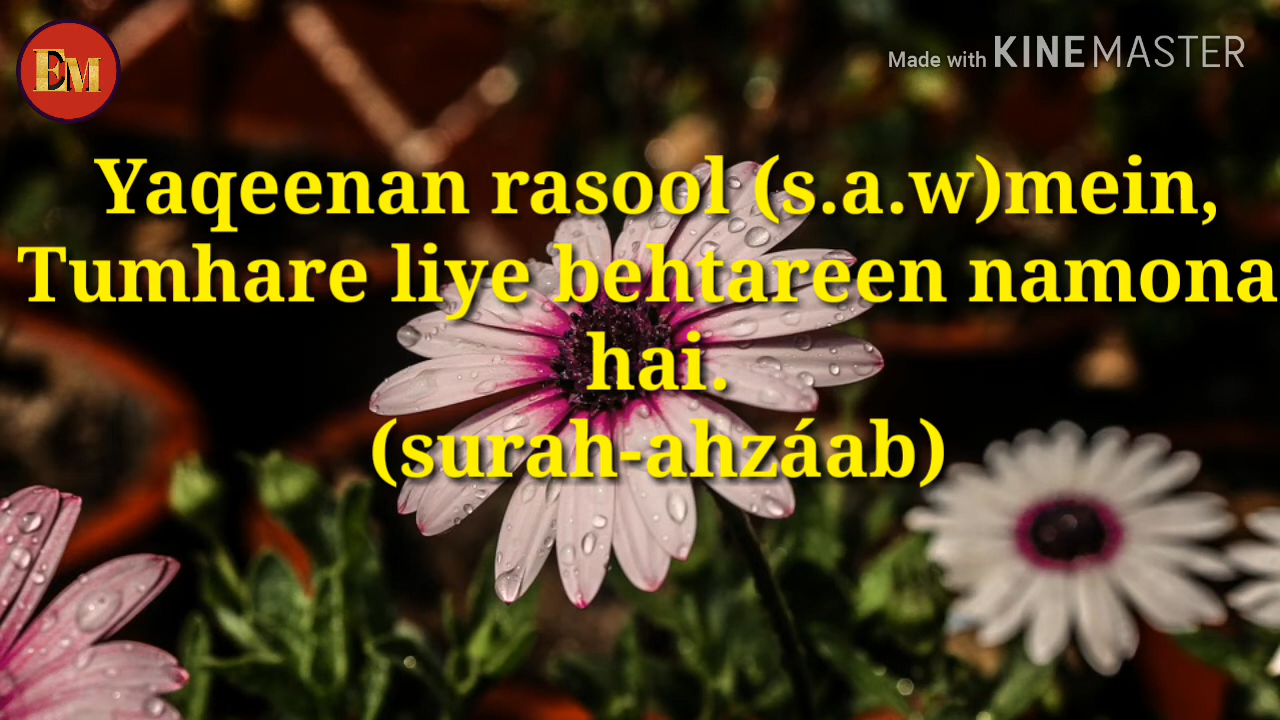 EM
Made with KINEMASTER
Yaqeenan rasool (s.a.w)mein,
Tumhare liye behtareen namona
hai.
(surah-ahzáab)